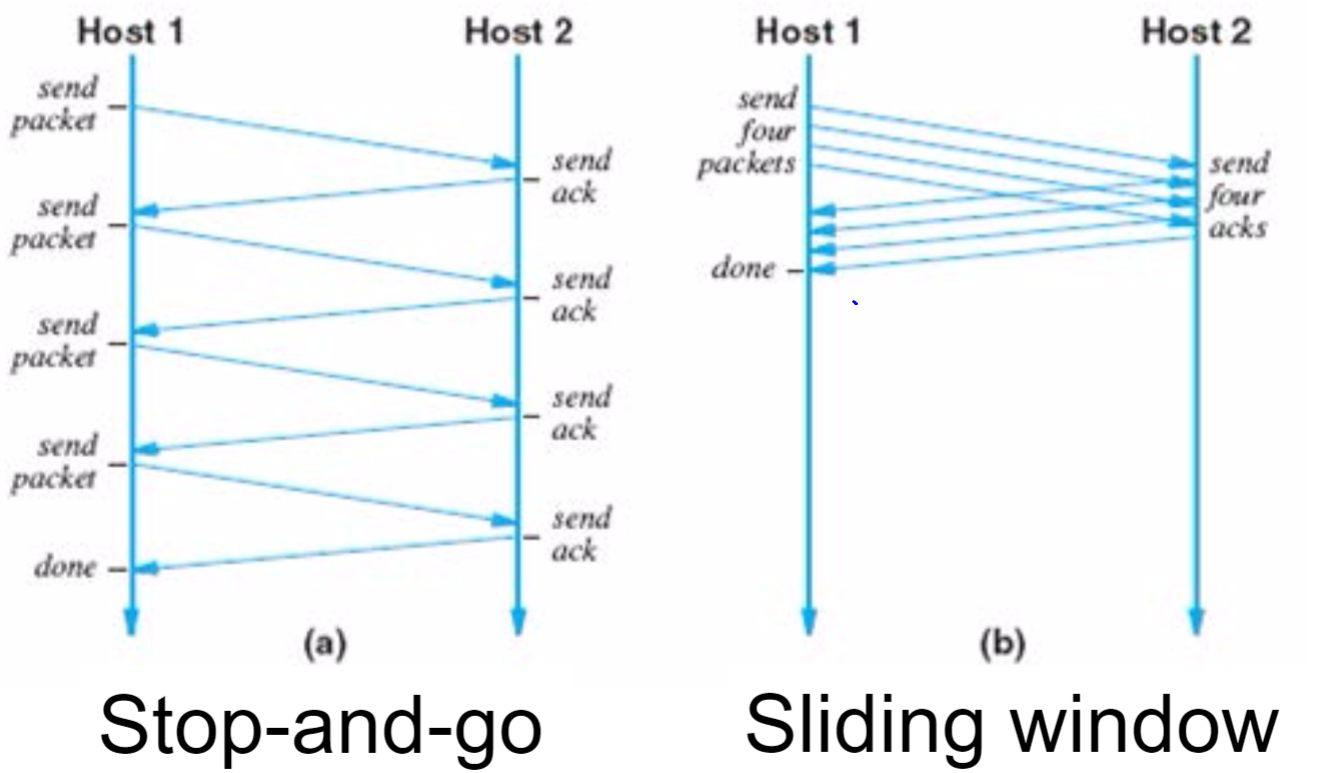 Host 1
Host 2
send
packet
send
ack
send
packet
send
ack
send
packet
send
ack
send
packet
send
ack
done
(a)
Stop-and-go
Host 1
Host 2
send
four
packets
send
four
acks
done
(b)
Sliding window